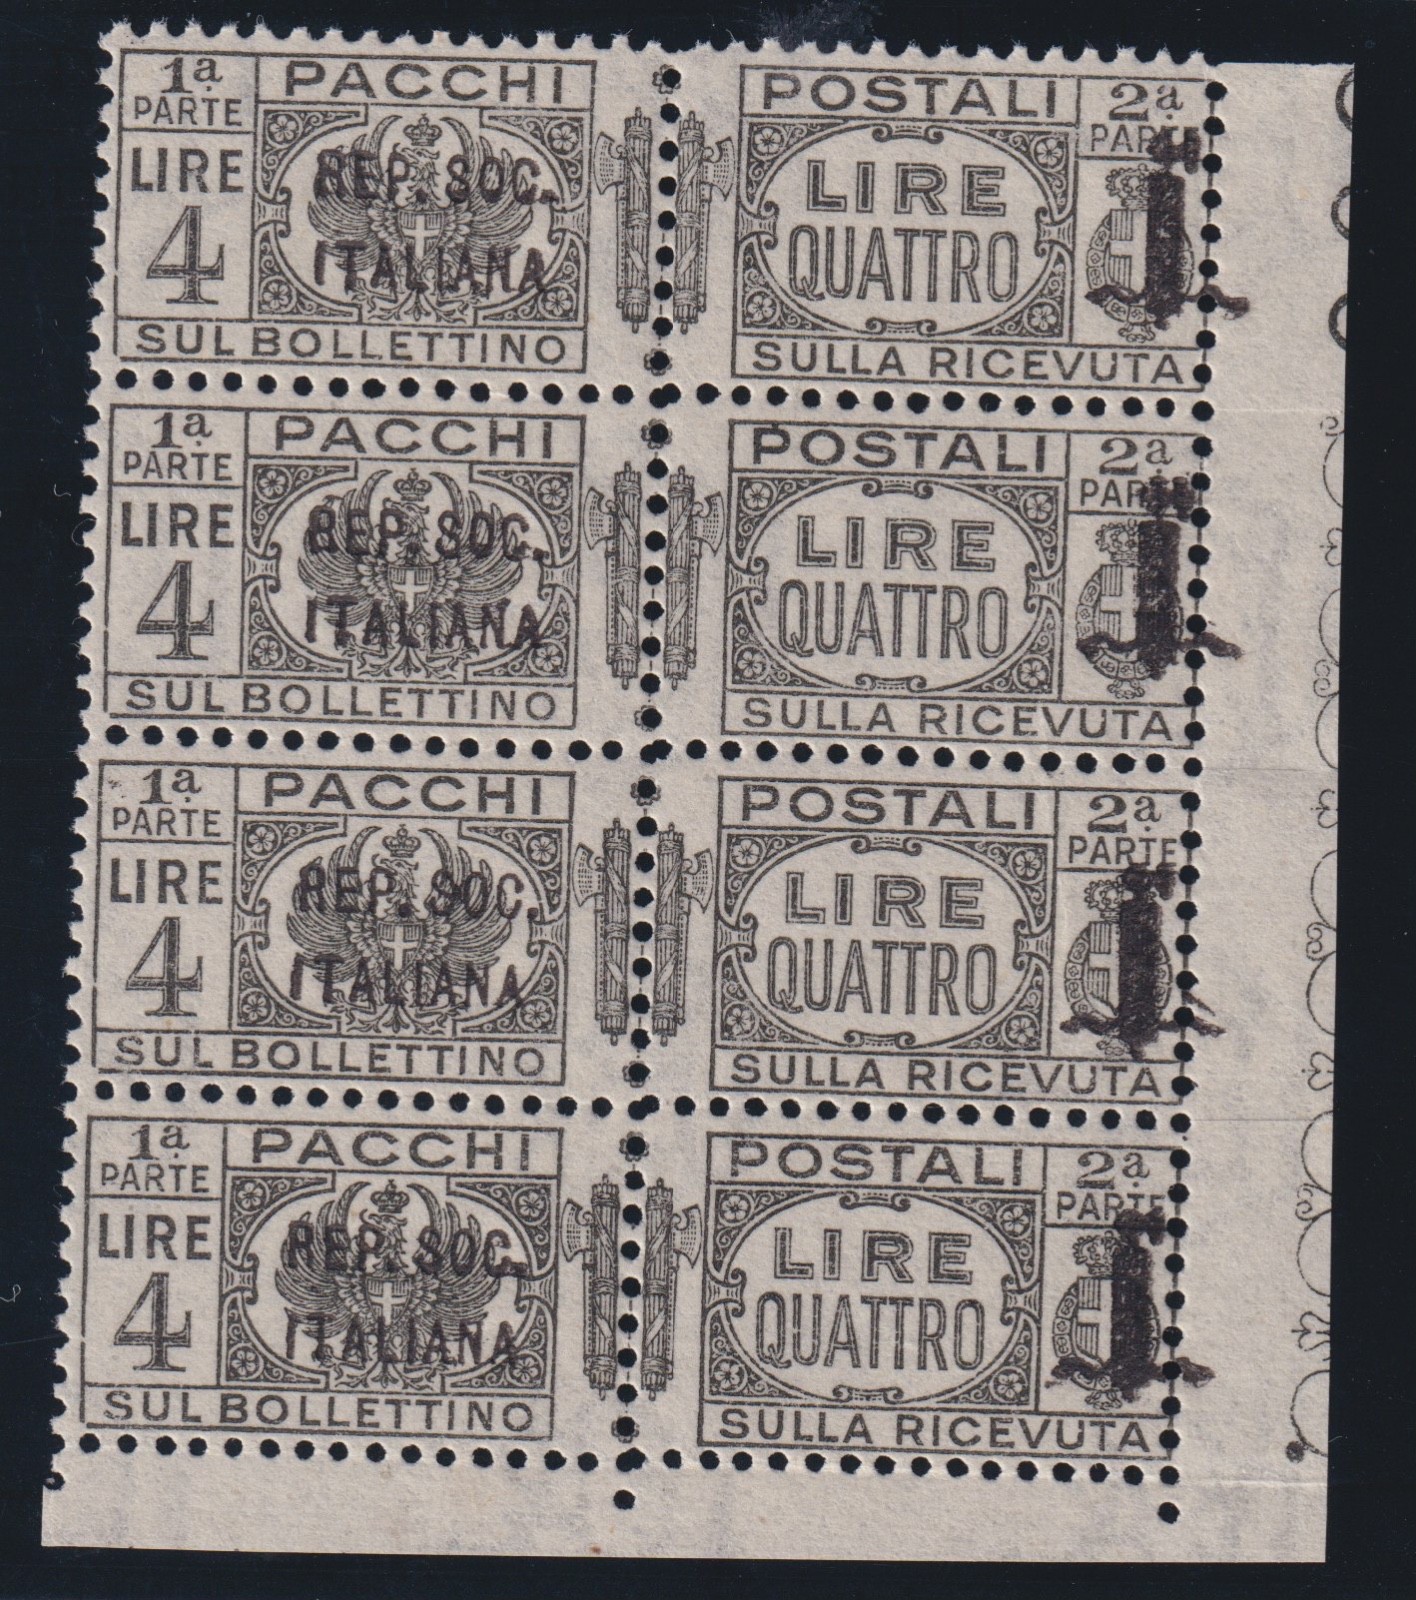 1ª PACCHI POSTALI 2ª
PARTE PARTE
LIRE REP. SOC. LIRE
4 ITALIANA QUATTRO
SUL BOLLETTINO SULLA RICEVUTA
1ª PACCHI POSTALI 2ª
PARTE PARTE
LIRE REP. SOC. LIRE
4 ITALIANA QUATTRO
SUL BOLLETTINO SULLA RICEVUTA
1ª PACCHI POSTALI 2ª
PARTE PARTE
LIRE REP. SOC. LIRE
4 ITALIANA QUATTRO
SUL BOLLETTINO SULLA RICEVUTA
1ª PACCHI POSTALI 2ª
PARTE PARTE
LIRE REP. SOC. LIRE
4 ITALIANA QUATTRO
SUL BOLLETTINO SULLA RICEVUTA